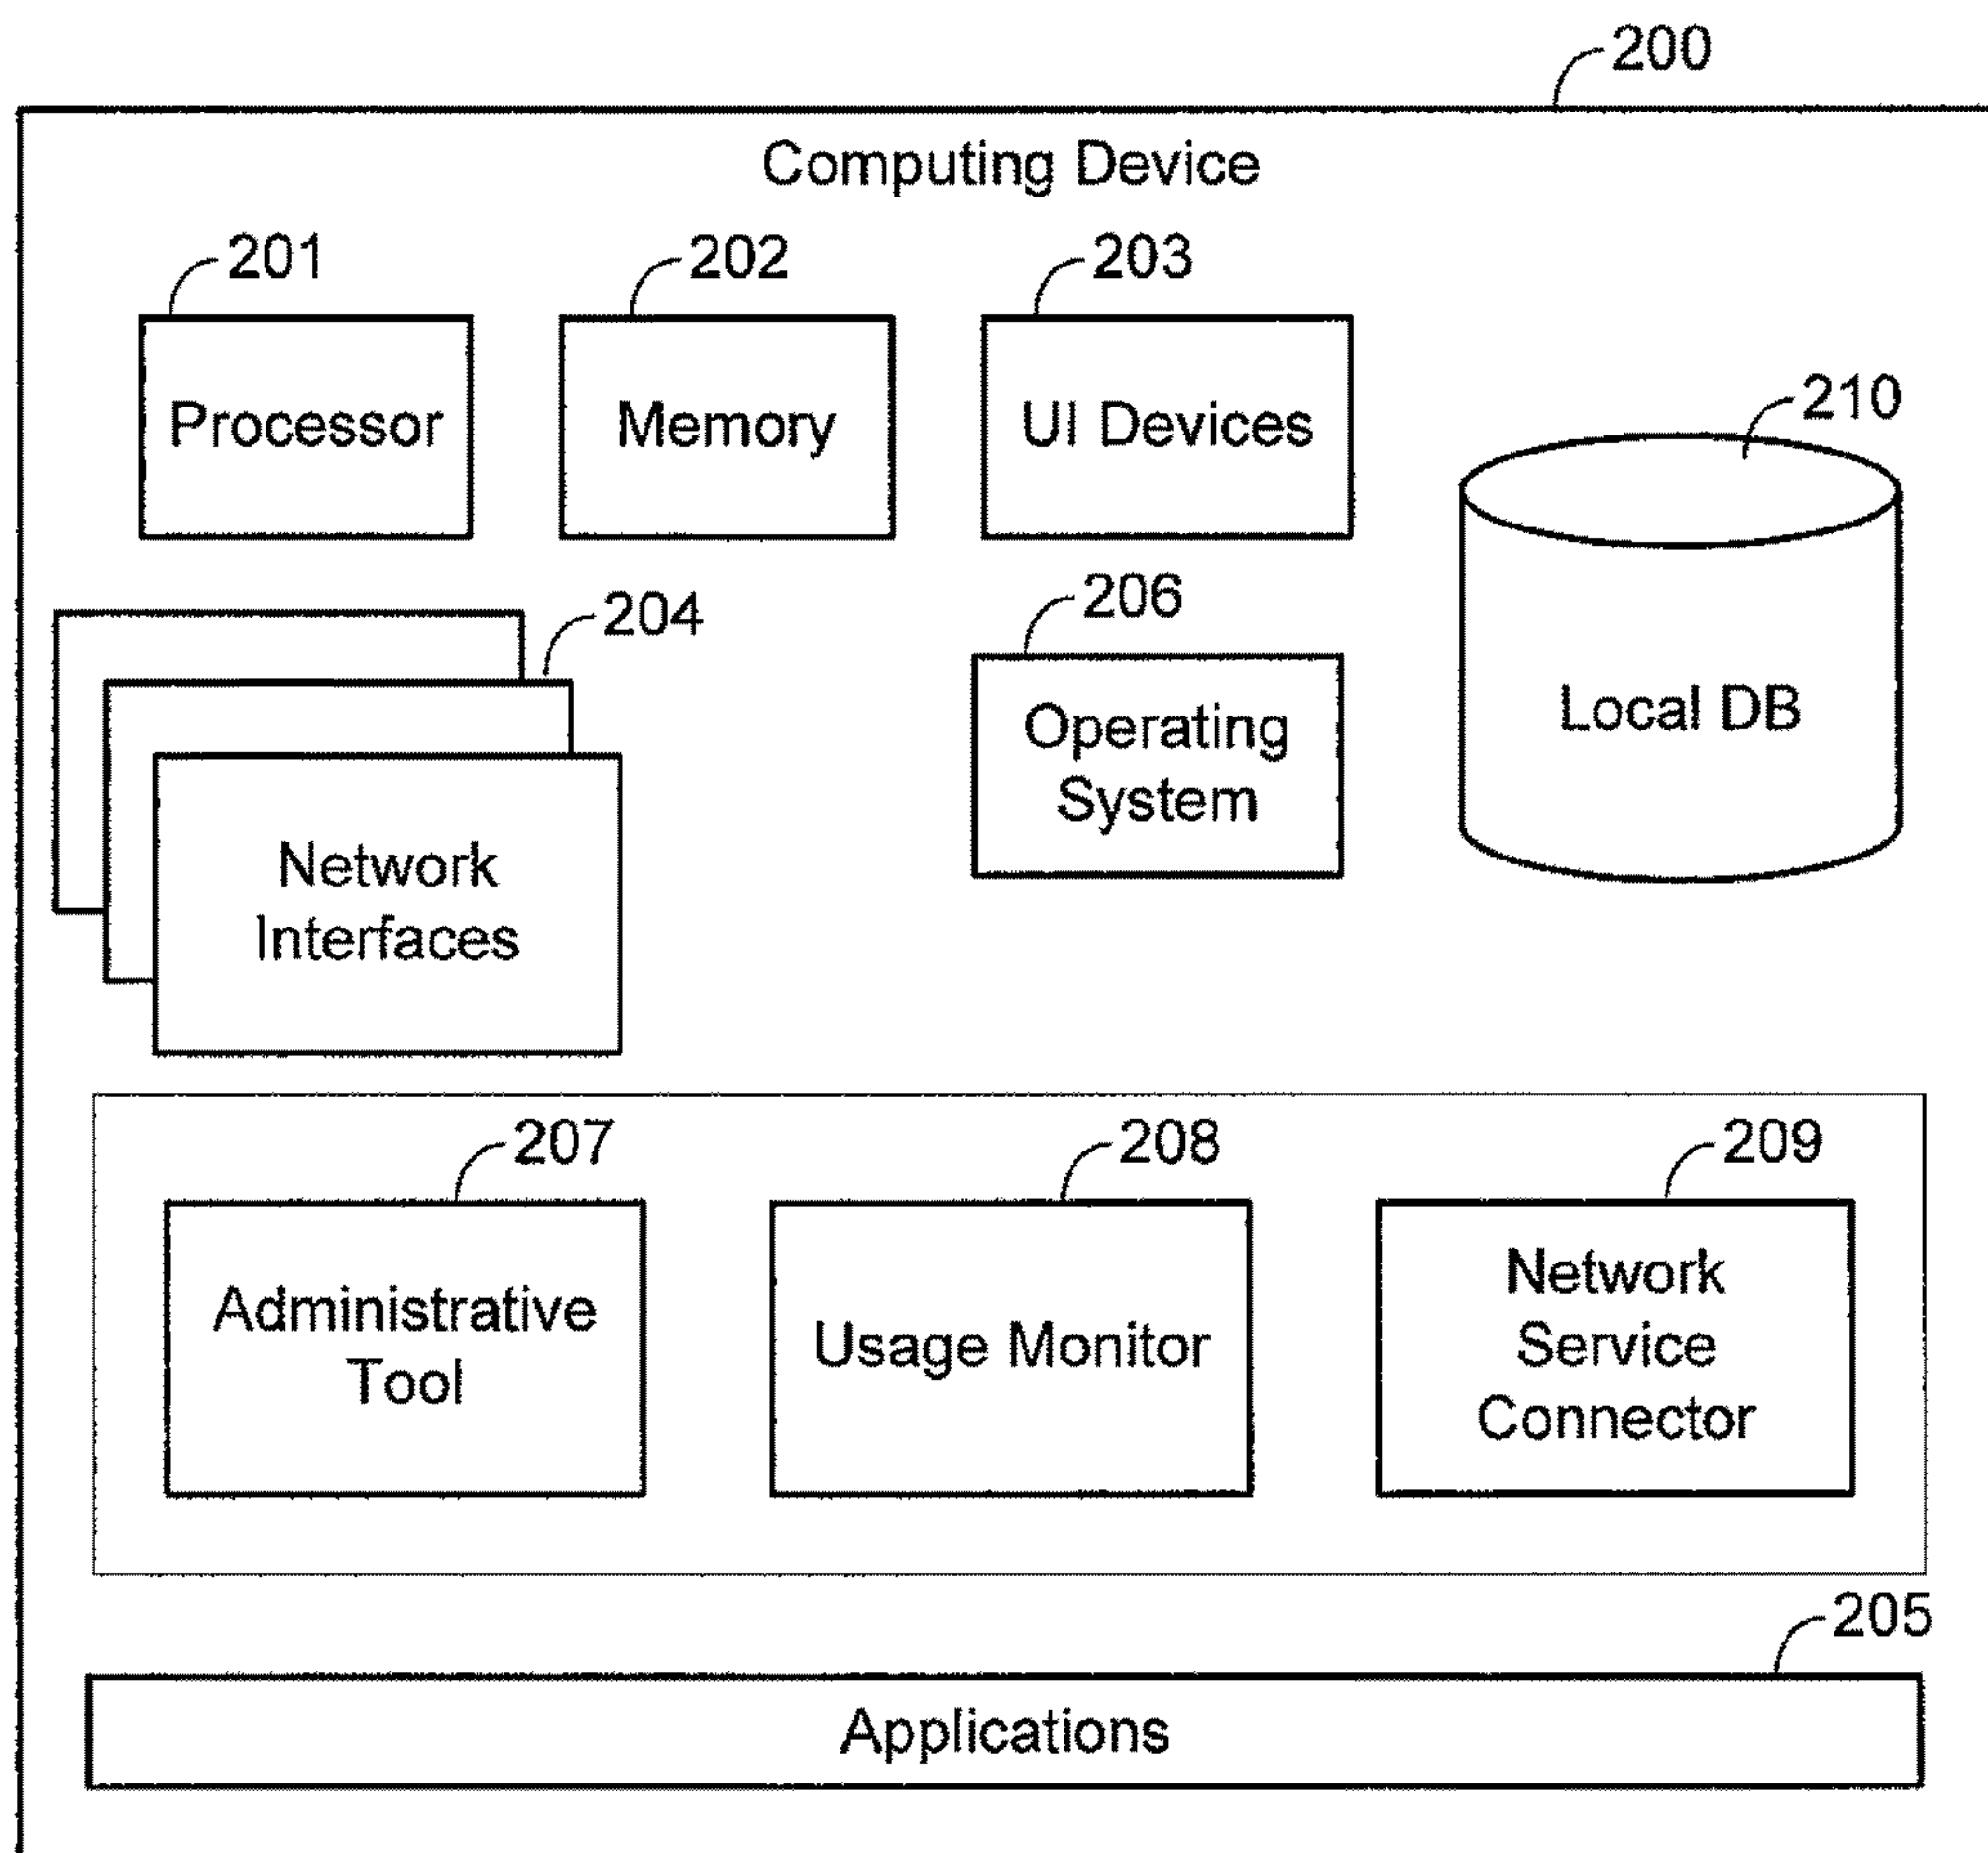 200
Computing Device
201
202
203
Processor
Memory
UI Devices
210
204
206
Operating
System
Local DB
Network
Interfaces
207
208
209
Administrative
Tool
Usage Monitor
Network
Service
Connector
205
Applications